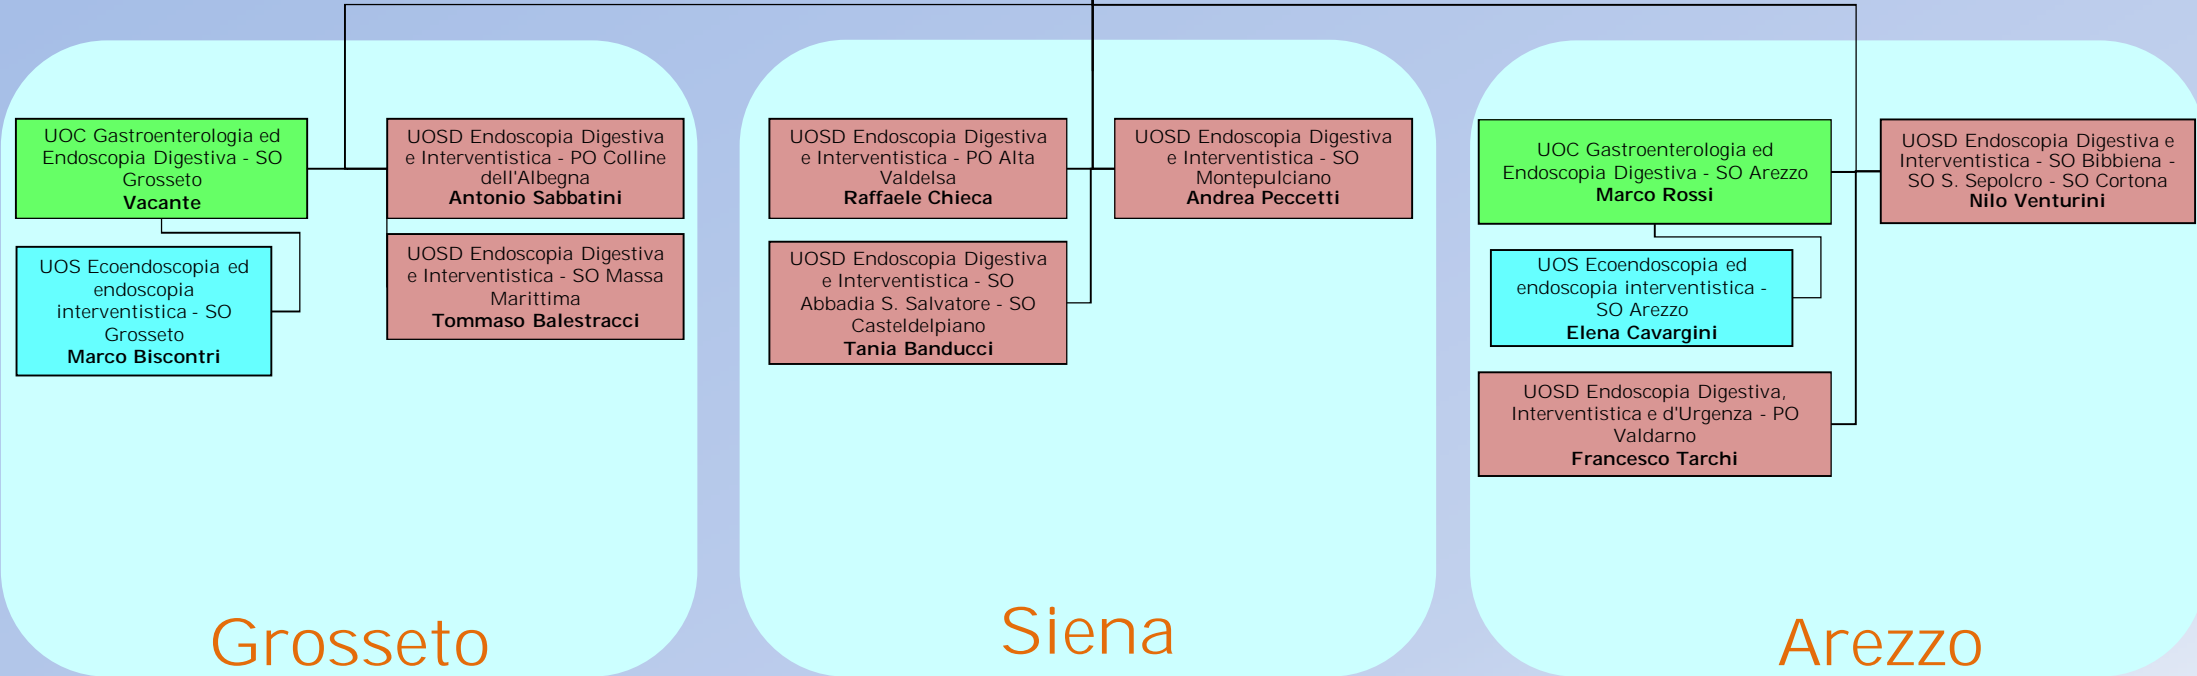 UOC Gastroenterologia ed
Endoscopia Digestiva - SO
Grosseto
Vacante
UOSD Endoscopia Digestiva
e Interventistica - PO Colline
dell'Albegna
Antonio Sabbatini
UOS Ecoendoscopia ed
endoscopia
interventistica - SO
Grosseto
Marco Biscontri
UOSD Endoscopia Digestiva
e Interventistica - SO Massa
Marittima
Tommaso Balestracci
Grosseto
UOSD Endoscopia Digestiva
e Interventistica - PO Alta
Valdelsa
Raffaele Chieca
UOSD Endoscopia Digestiva
e Interventistica - SO
Montepulciano
Andrea Peccetti
UOSD Endoscopia Digestiva
e Interventistica - SO
Abbadia S. Salvatore - SO
Casteldelpiano
Tania Banducci
Siena
UOC Gastroenterologia ed
Endoscopia Digestiva - SO Arezzo
Marco Rossi
UOSD Endoscopia Digestiva e
Interventistica - SO Bibbiena -
SO S. Sepolcro - SO Cortona
Nilo Venturini
UOS Ecoendoscopia ed
endoscopia interventistica -
SO Arezzo
Elena Cavargini
UOSD Endoscopia Digestiva,
Interventistica e d'Urgenza - PO
Valdarno
Francesco Tarchi
Arezzo